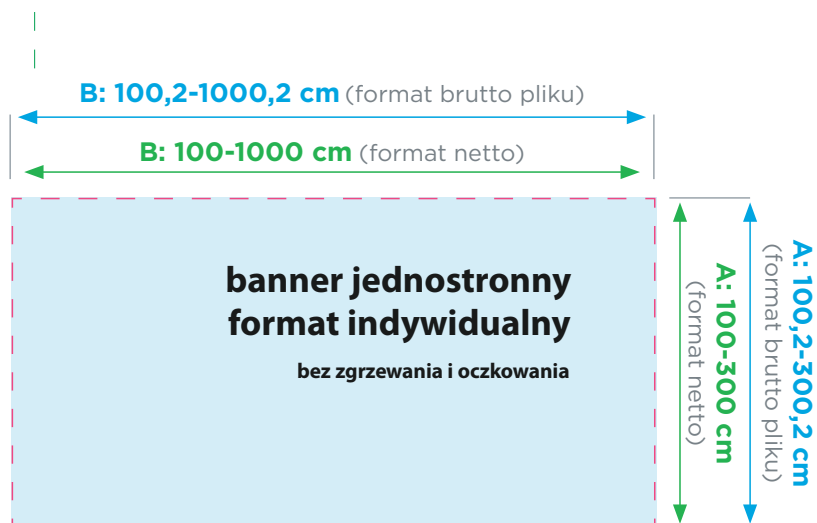 B: 100,2-1000,2 cm (format brutto pliku)
B: 100-1000 cm (format netto)
banner jednostronny
format indywidualny
bez zgrzewania i oczkowania
A: 100-300 cm
(format netto)
A: 100,2-300,2 cm
(format brutto pliku)